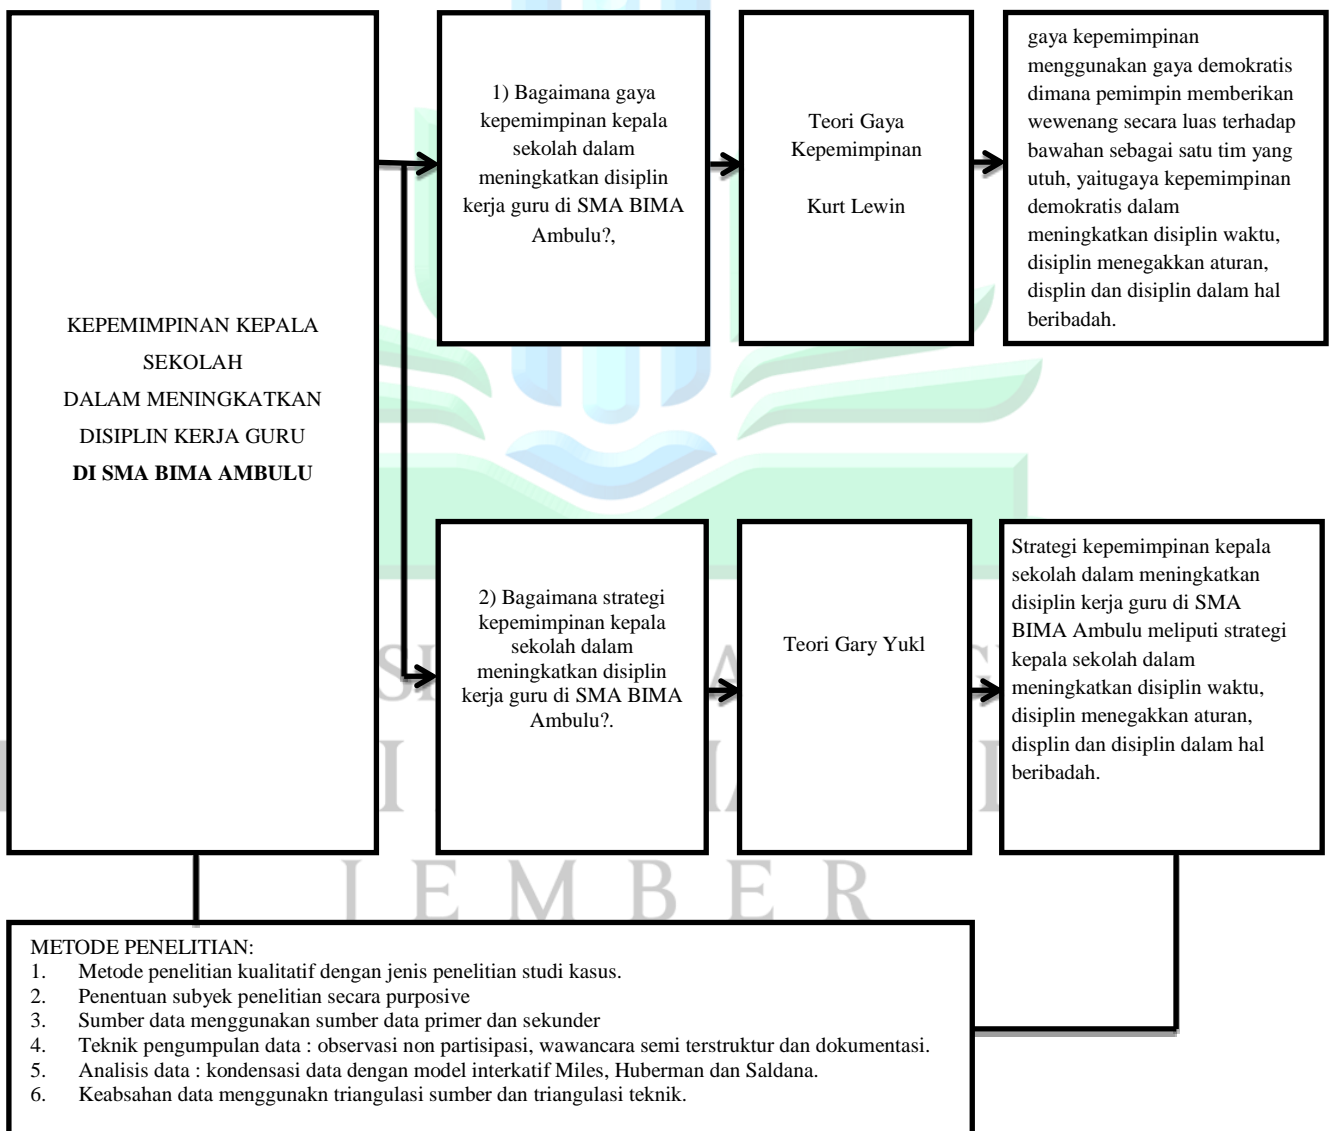 KEPEMIMPINAN KEPALA
SEKOLAH
DALAM MENINGKATKAN
DISIPLIN KERJA GURU
DI SMA BIMA AMBULU
1) Bagaimana gaya
kepemimpinan kepala
sekolah dalam
meningkatkan disiplin
kerja guru di SMA BIMA
Ambulu?,
Teori Gaya
Kepemimpinan
Kurt Lewin
gaya kepemimpinan
menggunakan gaya demokratis
dimana pemimpin memberikan
wewenang secara luas terhadap
bawahan sebagai satu tim yang
utuh, yaitugaya kepemimpinan
demokratis dalam
meningkatkan disiplin waktu,
disiplin menegakkan aturan,
displin dan disiplin dalam hal
beribadah.
2) Bagaimana strategi
kepemimpinan kepala
sekolah dalam
meningkatkan disiplin
kerja guru di SMA BIMA
Ambulu?.
Teori Gary Yukl
Strategi kepemimpinan kepala
sekolah dalam meningkatkan
disiplin kerja guru di SMA
BIMA Ambulu meliputi strategi
kepala sekolah dalam
meningkatkan disiplin waktu,
disiplin menegakkan aturan,
displin dan disiplin dalam hal
beribadah.
J E M B E R
METODE PENELITIAN:
1. Metode penelitian kualitatif dengan jenis penelitian studi kasus.
2. Penentuan subyek penelitian secara purposive
3. Sumber data menggunakan sumber data primer dan sekunder
4. Teknik pengumpulan data : observasi non partisipasi, wawancara semi terstruktur dan dokumentasi.
5. Analisis data : kondensasi data dengan model interkatif Miles, Huberman dan Saldana.
6. Keabsahan data menggunakn triangulasi sumber dan triangulasi teknik.